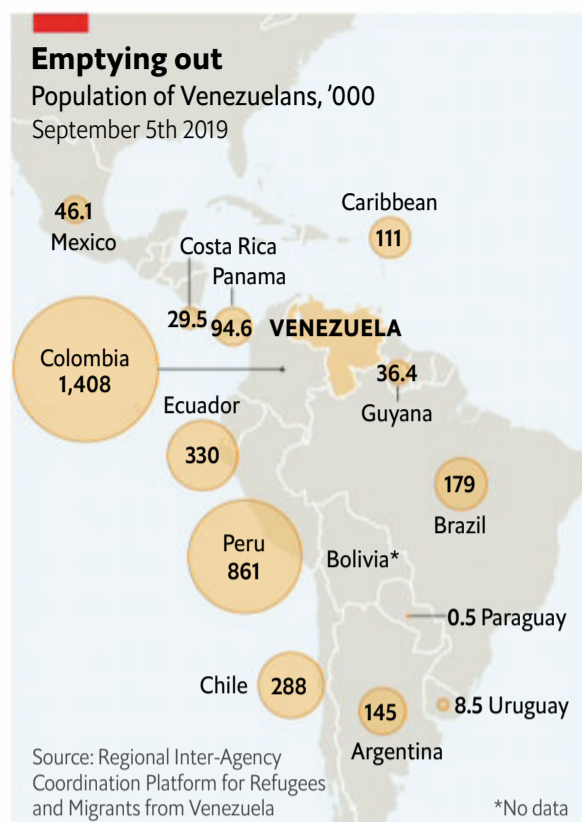 Emptying out
Population of Venezuelans, ’000
September 5th 2019
46.1
Mexico
Caribbean
111
Costa Rica
29.5
Panama
94.6
VENEZUELA
Colombia
1,408
36.4
Guyana
Ecuador
330
179
Brazil
Peru
861
Bolivia*
0.5 Paraguay
Chile 288
145
Argentina
8.5 Uruguay
Source: Regional Inter-Agency
Coordination Platform for Refugees
and Migrants from Venezuela
*No data